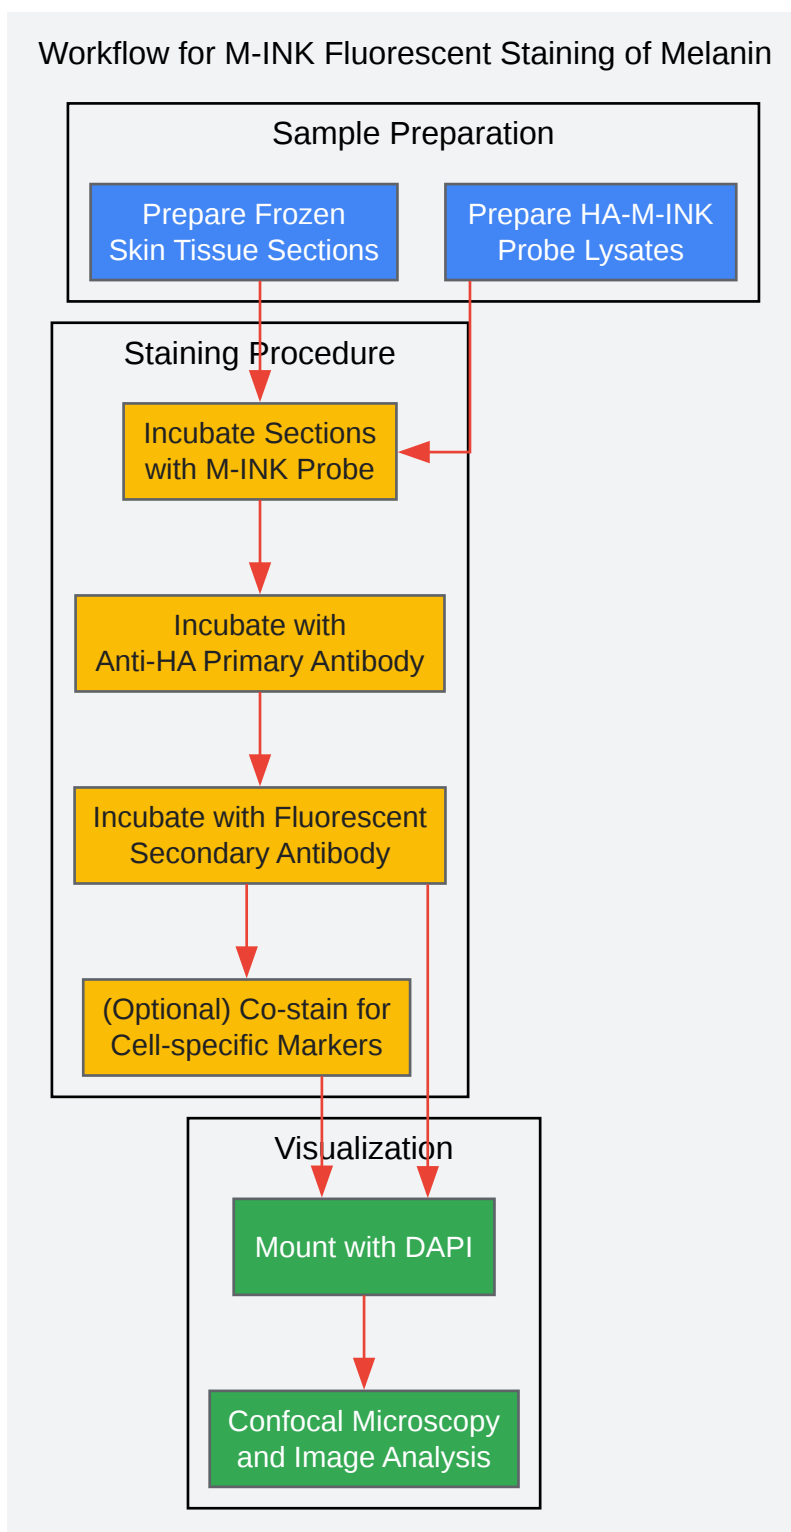 Workflow for M-INK Fluorescent Staining of Melanin
Sample Preparation
Prepare Frozen
Skin Tissue Sections
Prepare HA-M-INK
Probe Lysates
Staining Procedure
Incubate Sections
with M-INK Probe
Incubate with
Anti-HA Primary Antibody
Incubate with Fluorescent
Secondary Antibody
(Optional) Co-stain for
Cell-specific Markers
Visualization
Mount with DAPI
Confocal Microscopy
and Image Analysis